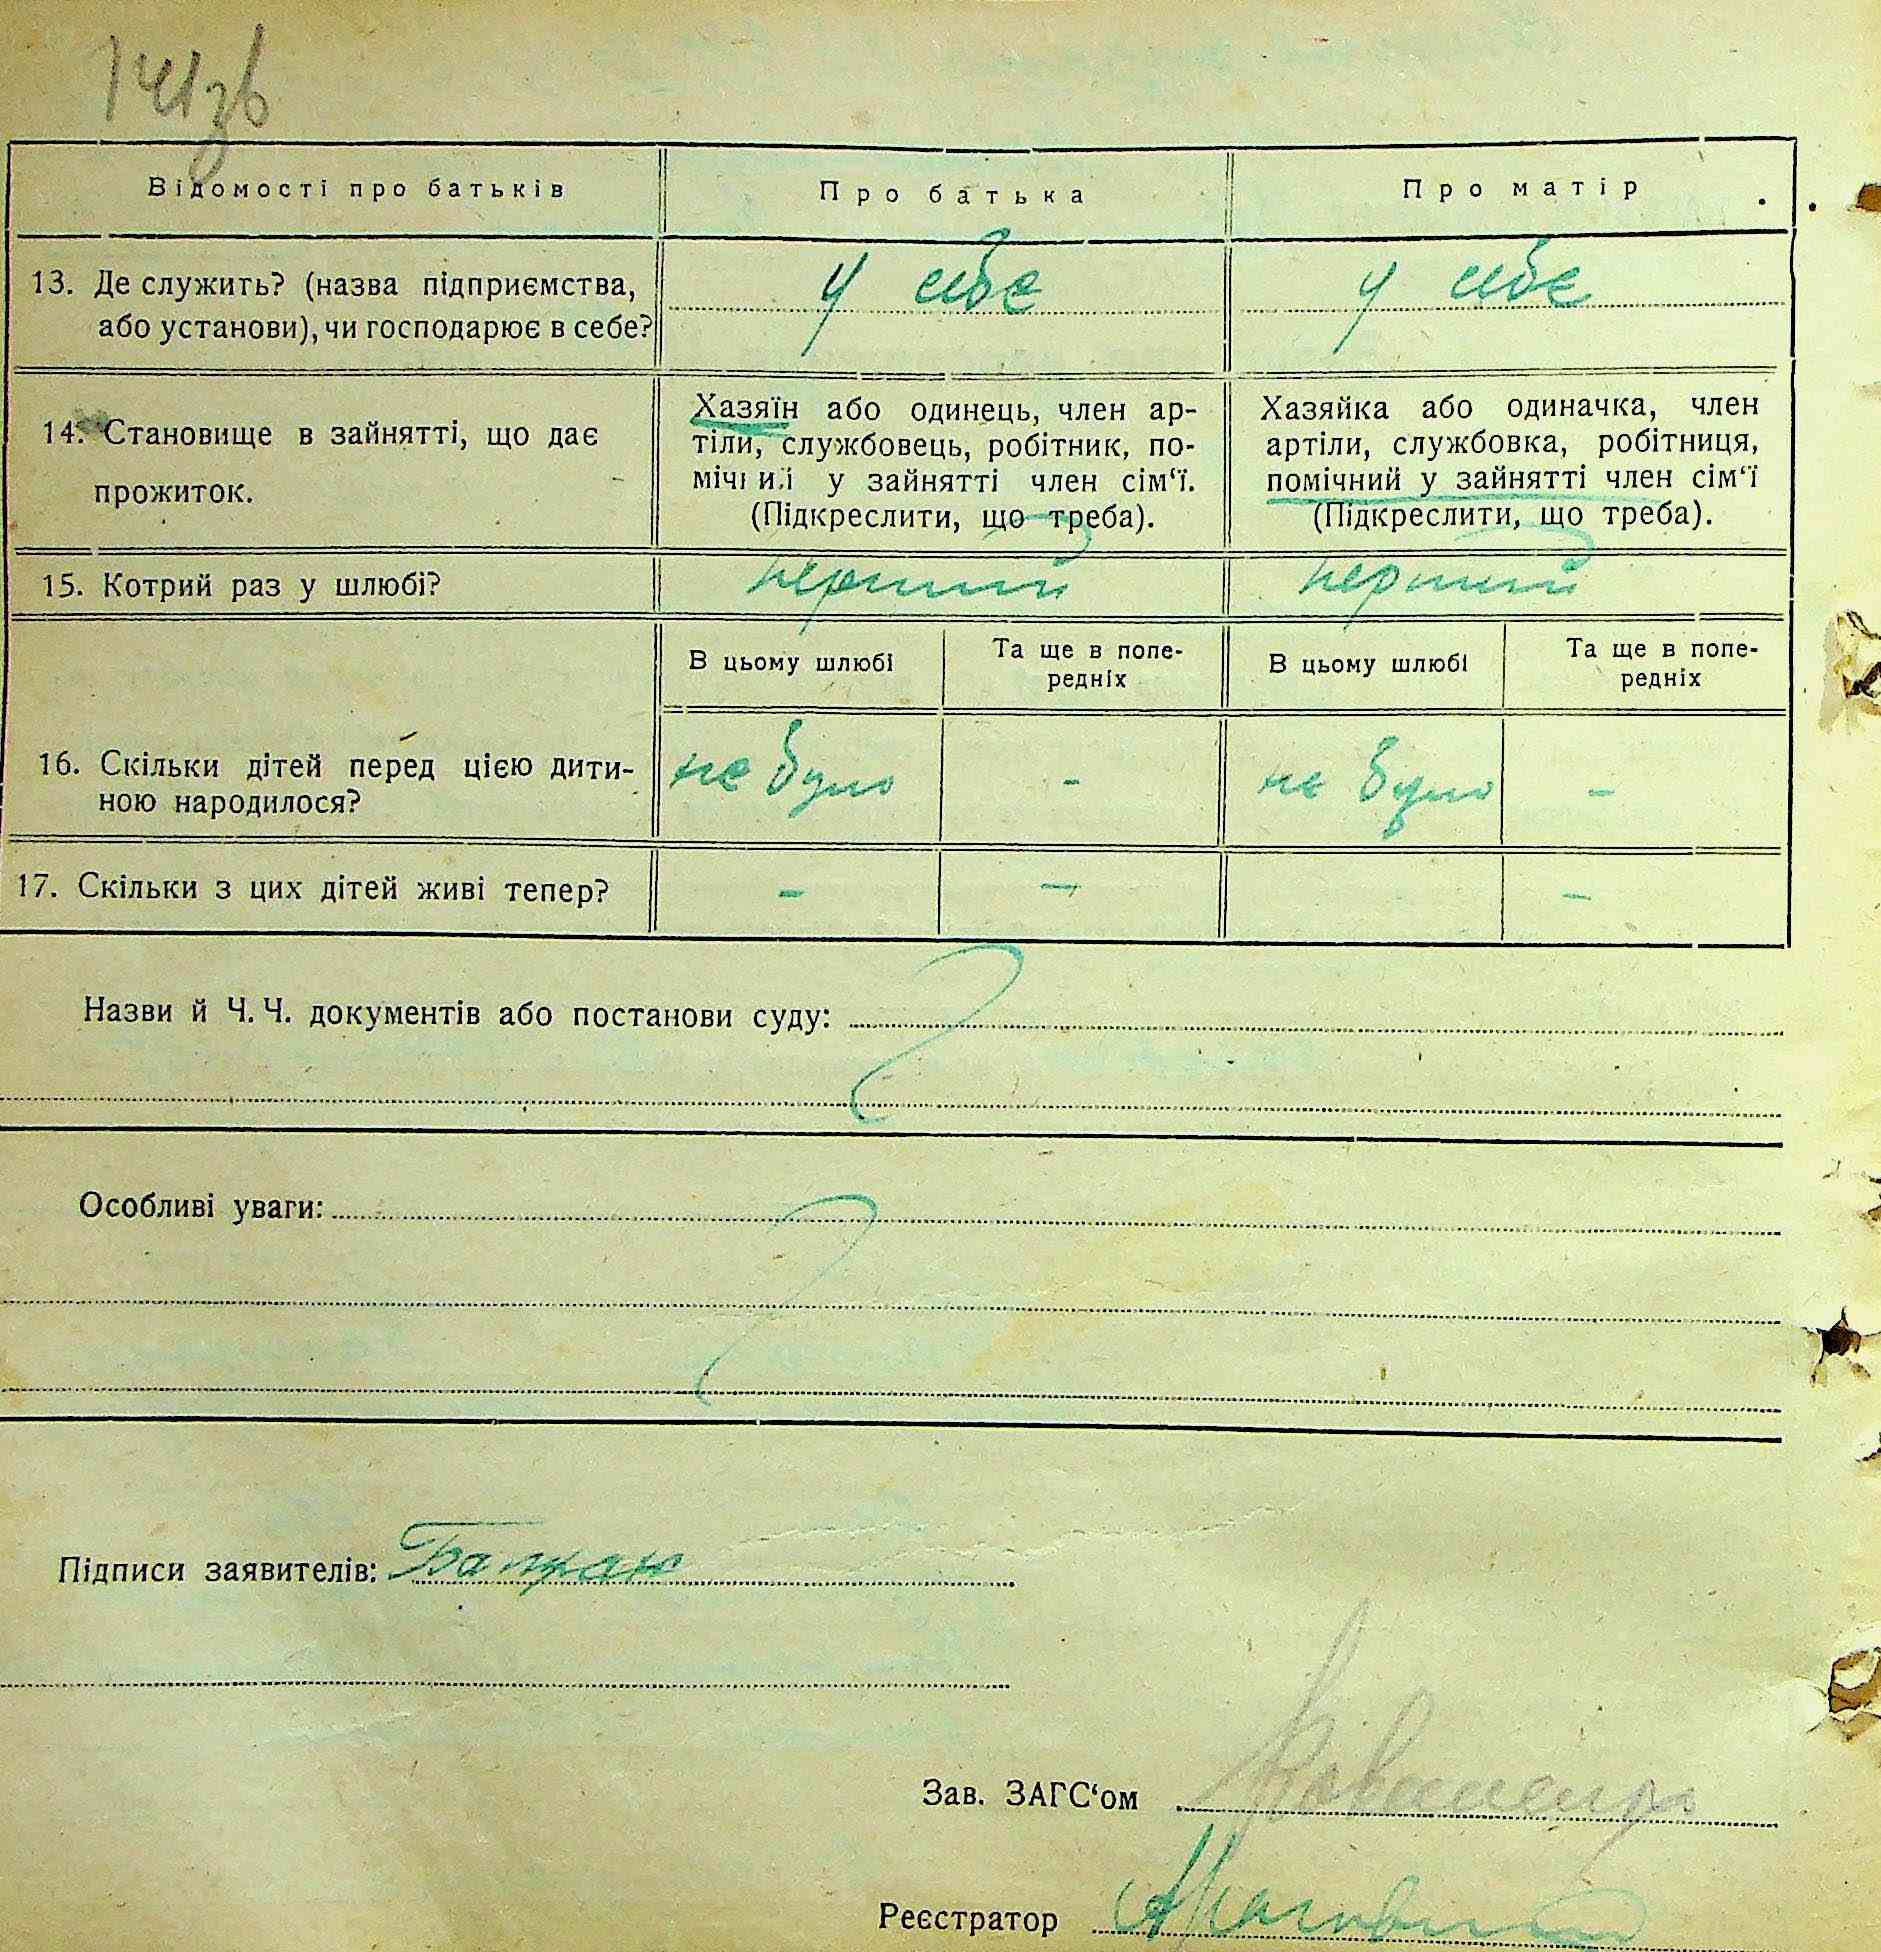 141зв
Відомості про батьків
Про батька
Про матір
13. Де служить? (назва підприємства,
або установи), чи господарює в себе?
у себе
у себе
14. Становище в зайнятті, що дає
прожиток.
Хазяїн або одинець, член ар-
тіли, службовець, робітник, по-
мічний у зайнятті член сім‘ї.
(Підкреслити, що треба).
Хазяйка або одиначка, член
артіли, службовка, робітниця,
помічний у зайнятті член сім‘ї
(Підкреслити, що треба).
15. Котрий раз у шлюбі?
перший
перший
В цьому шлюбі
Та ще в попе-
редніх
В цьому шлюбі
Та ще в попе-
редніх
16. Скільки дітей перед цією дити-
ною народилося?
не було
-
не було
-
17. Скільки з цих дітей живі тепер?
-
-
-
Назви й Ч. Ч. документів або постанови суду:
Особливі уваги:
Підписи заявителів:
Зав. ЗАГС‘ом
Реєстратор